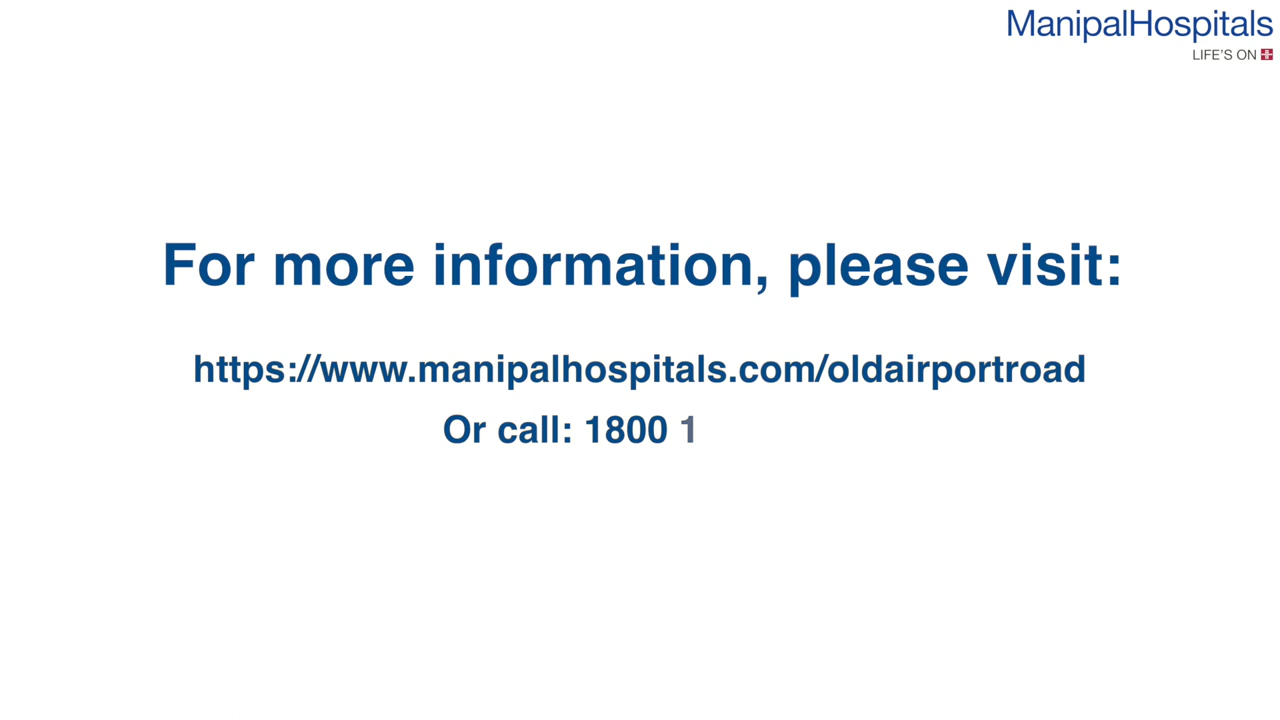 ManipalHospitals
LIFE'S ON
For more information, please visit:
https://www.manipalhospitals.com/oldairportroad
Or call: 1800 1